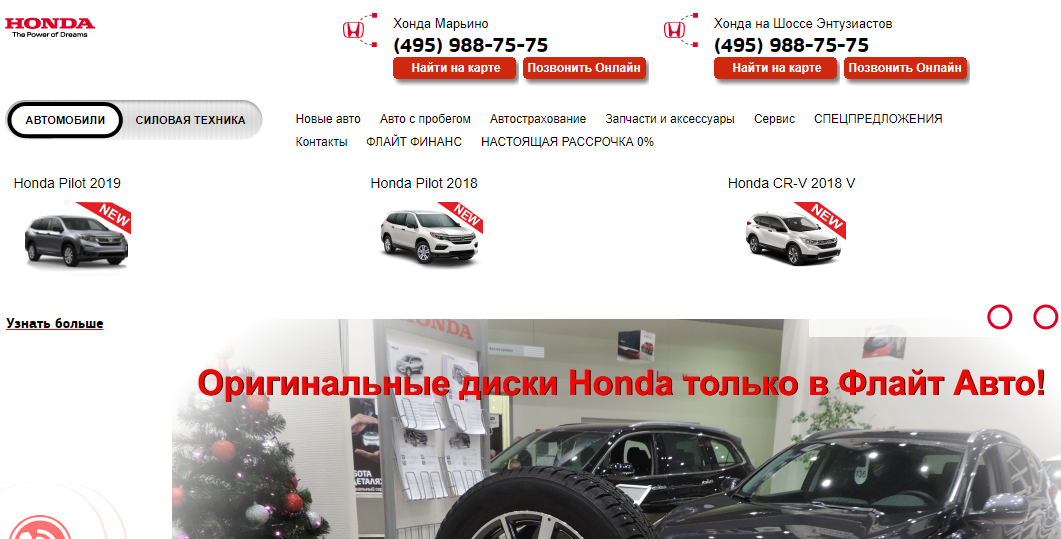 HONDA
The Power of Dreams
Хонда Марьино
(495) 988-75-75
Найти на карте
Позвонить Онлайн
Хонда на Шоссе Энтузиастов
(495) 988-75-75
Найти на карте
Позвонить Онлайн
АВТОМОБИЛИ
СИЛОВАЯ ТЕХНИКА
Новые авто Авто с пробегом Автострахование Запчасти и аксессуары Сервис СПЕЦПРЕДЛОЖЕНИЯ
Контакты ФЛАЙТ ФИНАНС НАСТОЯЩАЯ РАССРОЧКА 0%
Honda Pilot 2019
NEW
Honda Pilot 2018
NEW
Honda CR-V 2018 V
NEW
Узнать больше
HONDA
Оригинальные диски Honda только в Флайт Авто!